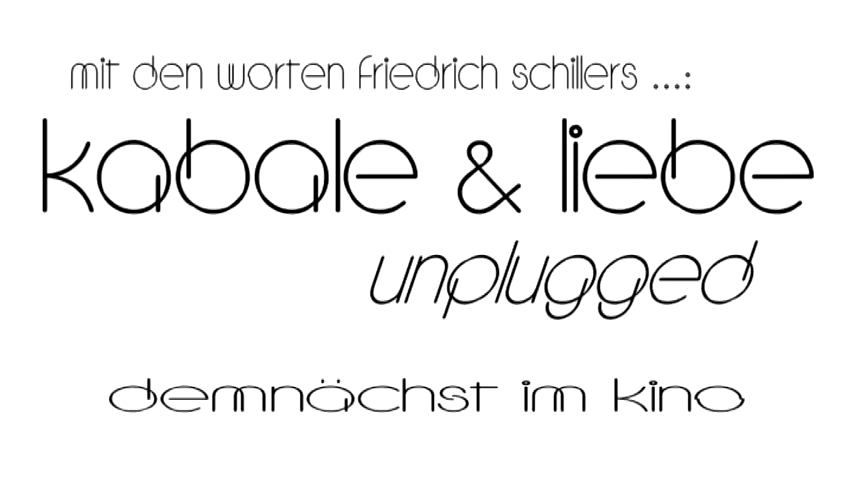 mit den worten friedrich schillers ...:
kabale & liebe
unplugged
demnächst im kino